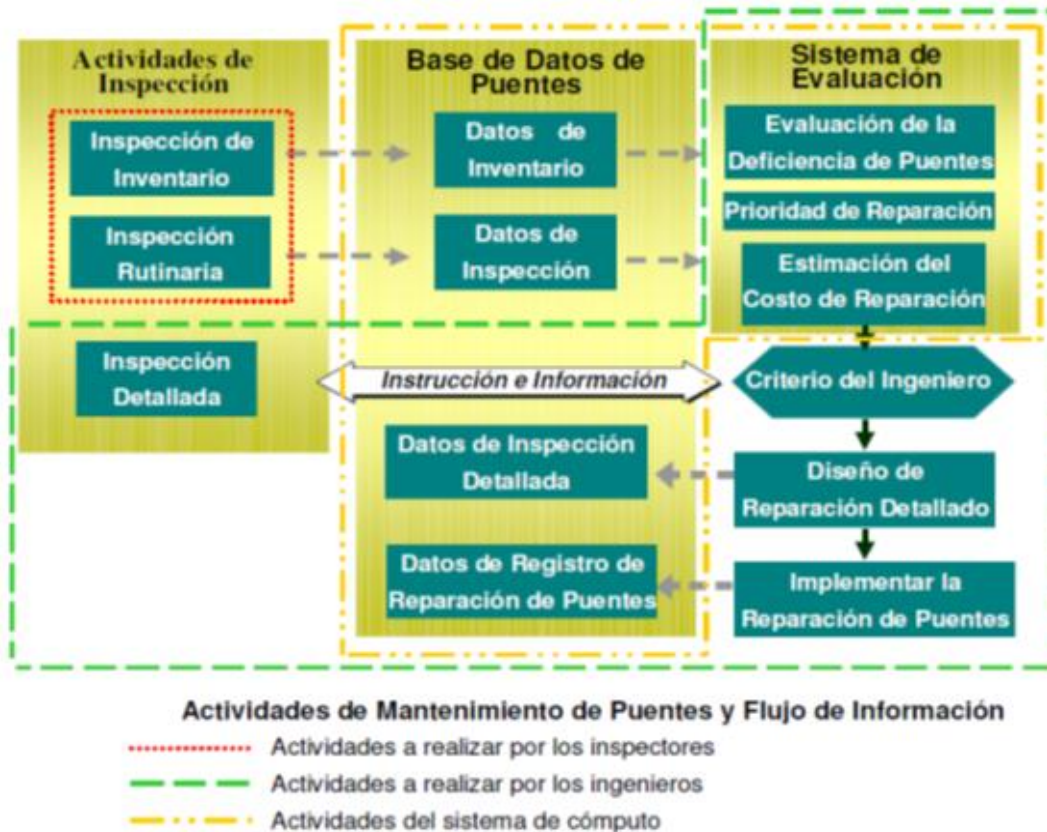 Actividades de
Inspección
Inspección de
Inventario
Inspección
Rutinaria
Inspección
Detallada
Base de Datos de
Puentes
Datos de
Inventario
Datos de
Inspección
Instrucción e Información
Datos de Inspección
Detallada
Datos de Registro de
Reparación de Puentes
Sistema de
Evaluación
Evaluación de la
Deficiencia de Puentes
Prioridad de Reparación
Estimación del
Costo de Reparación
Criterio del Ingeniero
Diseño de
Reparación Detallado
Implementar la
Reparación de Puentes
Actividades de Mantenimiento de Puentes y Flujo de Información
Actividades a realizar por los inspectores
Actividades a realizar por los ingenieros
Actividades del sistema de cómputo